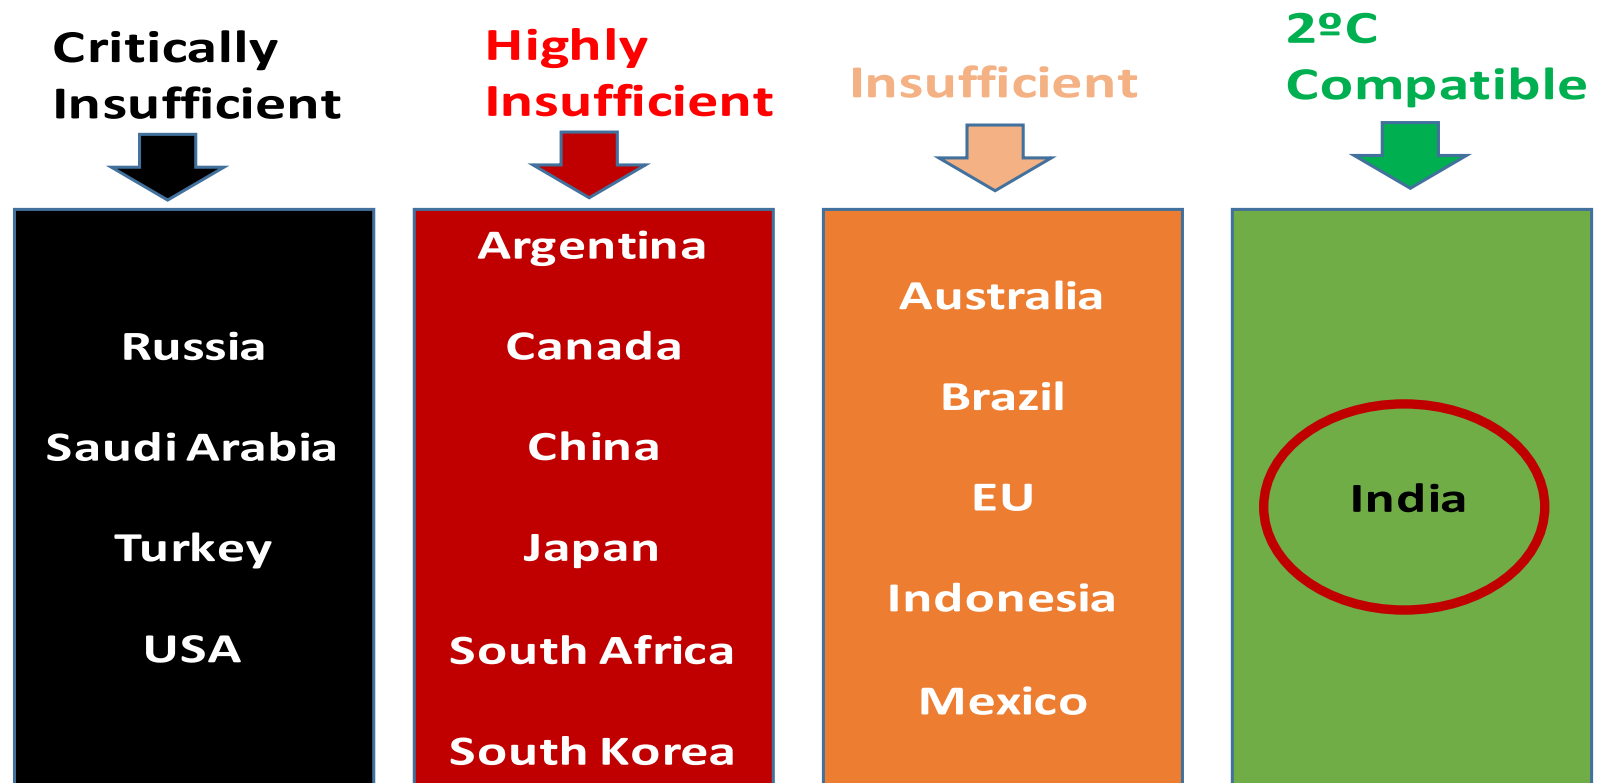 Critically
Insufficient
Highly
Insufficient
Insufficient
2ºC
Compatible
Russia
Saudi Arabia
Turkey
USA
Argentina
Canada
China
Japan
South Africa
South Korea
Australia
Brazil
EU
Indonesia
Mexico
India